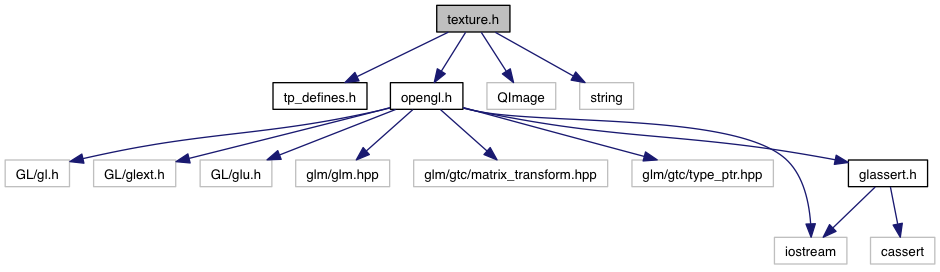 texture.h
tp_defines.h
opengl.h
QImage
string
GL/gl.h
GL/glext.h
GL/glu.h
glm/glm.hpp
glm/gtc/matrix_transform.hpp
glm/gtc/type_ptr.hpp
glassert.h
iostream
cassert